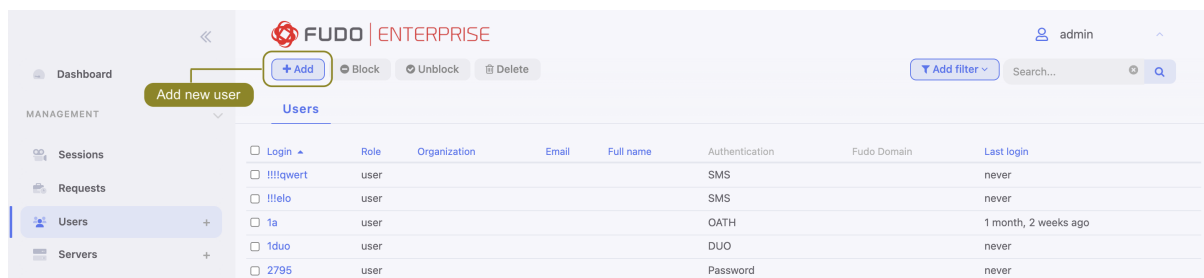 FUDO ENTERPRISE
admin
+ Add Block Unblock Delete
Add filter Search...
Add new user
Dashboard
MANAGEMENT
Sessions
Requests
Users +
Servers +
Users
Login Role Organization Email Full name Authentication Fudo Domain Last login
!!!!qwert user SMS never
!!!elo user SMS never
1a user OATH 1 month, 2 weeks ago
1duo user DUO never
2795 user Password never